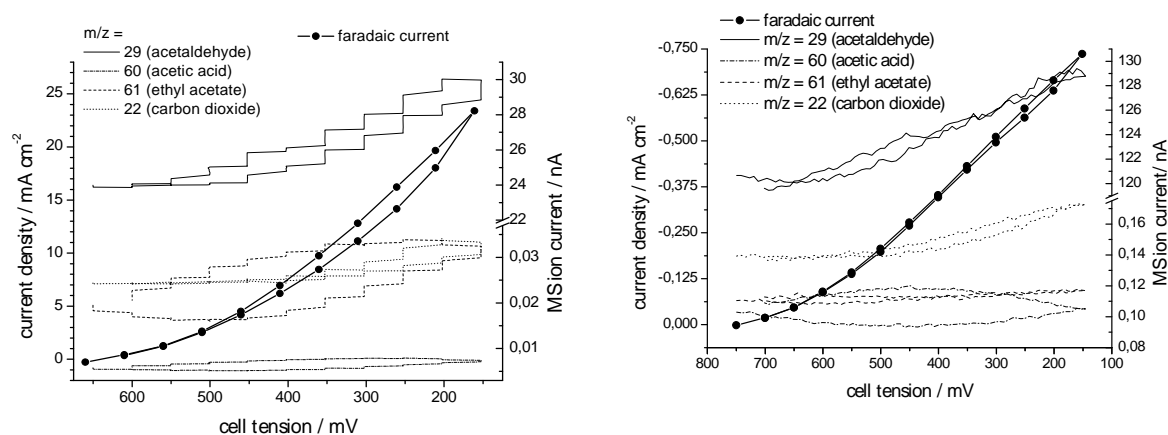 m/z =
29 (acetaldehyde)
60 (acetic acid)
61 (ethyl acetate)
22 (carbon dioxide)
faradaic current
25
20
15
10
5
0
current density / mA cm-2
30
28
26
24
22
0,03
0,02
0,01
MSion current / nA
600 500 400 300 200
cell tension / mV
faradaic current
m/z = 29 (acetaldehyde)
m/z = 60 (acetic acid)
m/z = 61 (ethyl acetate)
m/z = 22 (carbon dioxide)
-0,750
-0,625
-0,500
-0,375
-0,250
-0,125
0,000
current density / mA cm-2
130
128
126
124
122
120
0,16
0,14
0,12
0,10
0,08
MSion current/ nA
800 700 600 500 400 300 200 100
cell tension / mV